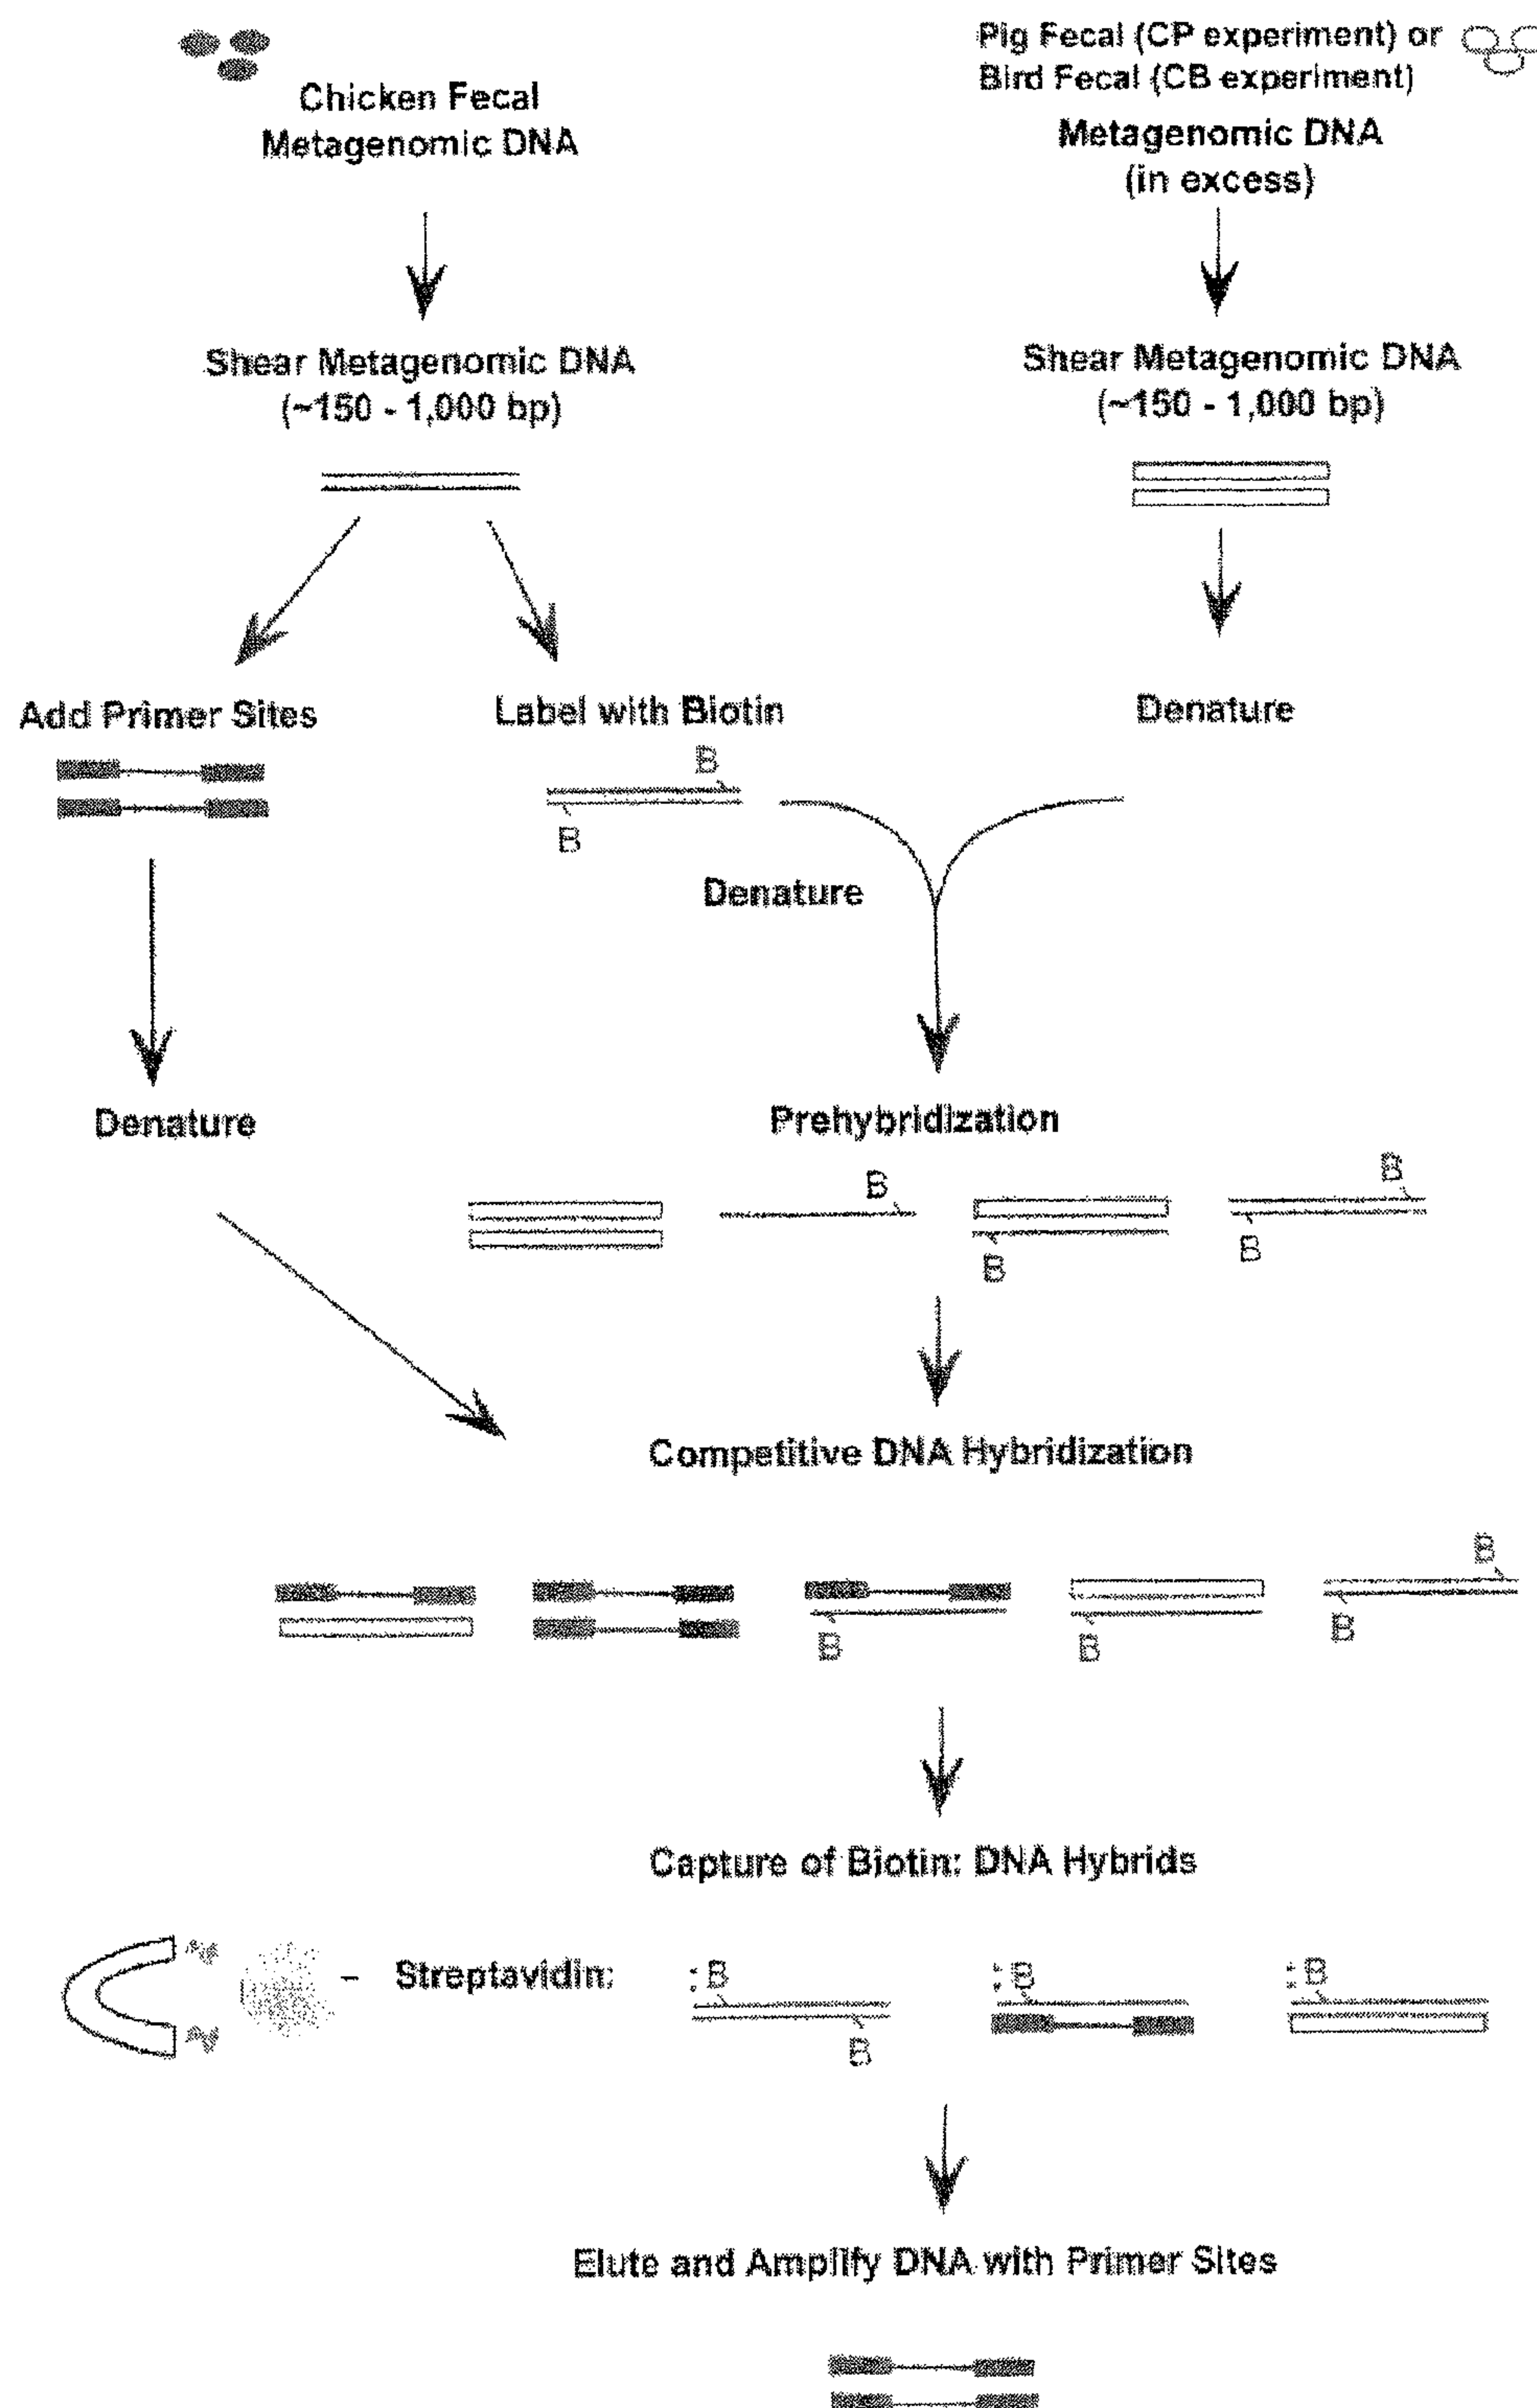 Chicken Fecal
Metagenomic DNA
Pig Fecal (CP experiment) or
Bird Fecal (CB experiment)
Metagenomic DNA
(in excess)
Shear Metagenomic DNA
(~150 - 1,000 bp)
Shear Metagenomic DNA
(~150 - 1,000 bp)
Add Primer Sites
Label with Biotin
Denature
B
B
Denature
Denature
Prehybridization
B
B
B
B
Competitive DNA Hybridization
B
B
B
B
Capture of Biotin: DNA Hybrids
– Streptavidin:
:B
:B
:B
B
Elute and Amplify DNA with Primer Sites